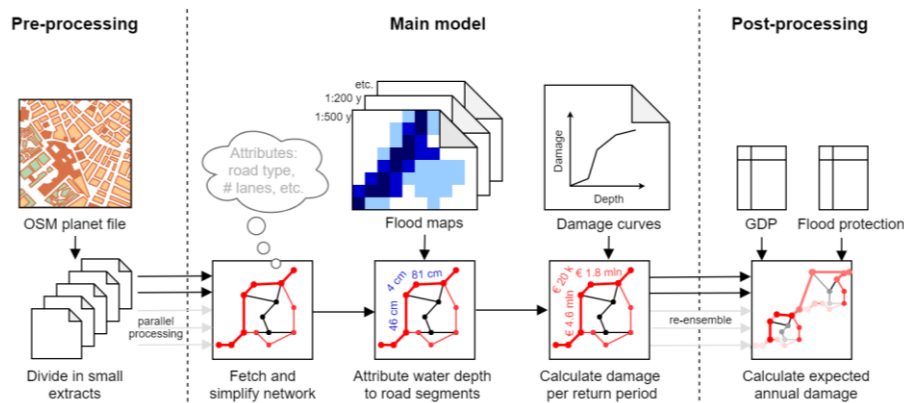 Pre-processing
Main model
Post-processing
etc.
1:200 y
1:500 y
Attributes:
road type,
# lanes, etc.
Damage
Depth
OSM planet file
Flood maps
Damage curves
GDP
Flood protection
4 cm
81 cm
46 cm
€ 20 k
€ 1.8 mln
€ 4.6 mln
parallel
processing
re-ensemble
Divide in small
extracts
Fetch and
simplify network
Attribute water depth
to road segments
Calculate damage
per return period
Calculate expected
annual damage